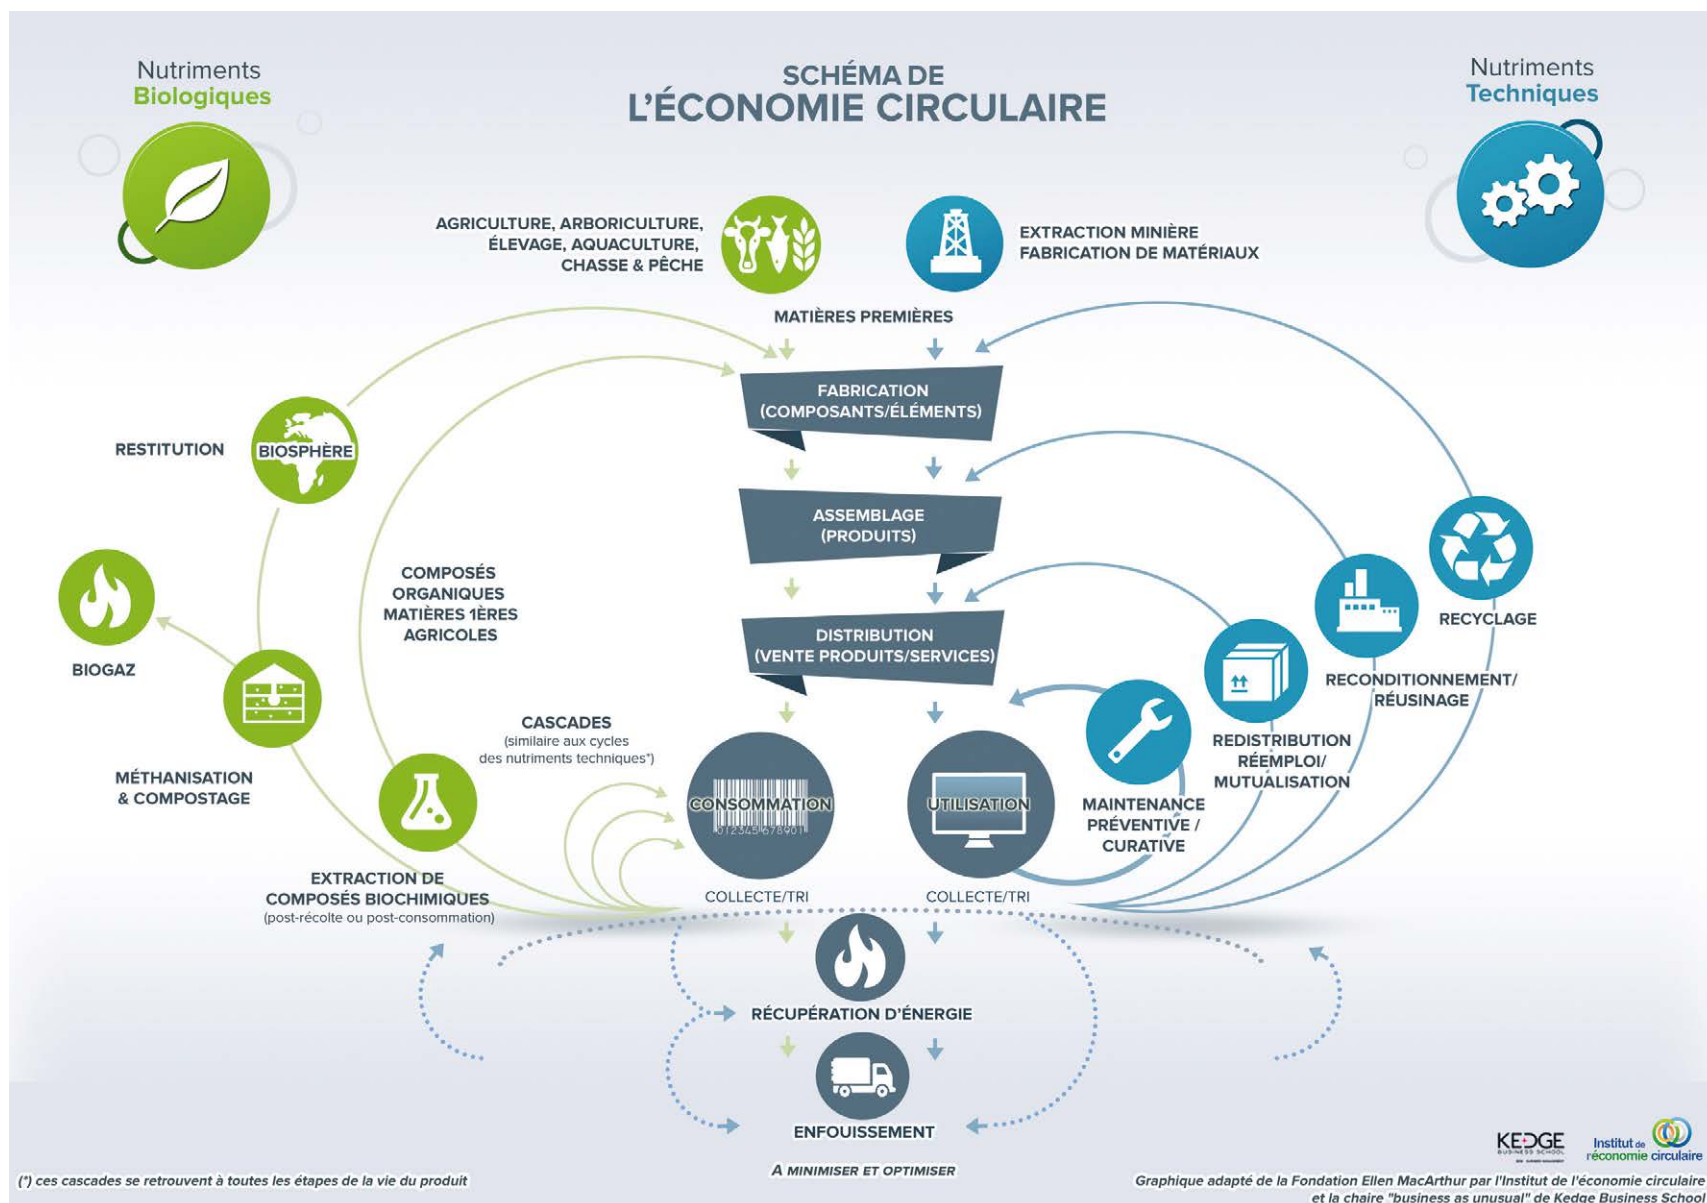 Nutriments
Biologiques
SCHÉMA DE
L'ÉCONOMIE CIRCULAIRE
Nutriments
Techniques
AGRICULTURE, ARBORICULTURE,
ÉLEVAGE, AQUACULTURE,
CHASSE & PÊCHE
EXTRACTION MINIÈRE
FABRICATION DE MATÉRIAUX
MATIÈRES PREMIÈRES
FABRICATION
(COMPOSANTS/ÉLÉMENTS)
RESTITUTION
BIOSPHÈRE
ASSEMBLAGE
(PRODUITS)
COMPOSÉS
ORGANIQUES
MATIÈRES 1ÈRES
AGRICOLES
RECYCLAGE
BIOGAZ
DISTRIBUTION
(VENTE PRODUITS/SERVICES)
RECONDITIONNEMENT/
RÉUSINAGE
CASCADES
(similaire aux cycles
des nutriments techniques*)
REDISTRIBUTION
RÉEMPLOI/
MUTUALISATION
MÉTHANISATION
& COMPOSTAGE
CONSOMMATION
012345 678901
UTILISATION
MAINTENANCE
PRÉVENTIVE /
CURATIVE
EXTRACTION DE
COMPOSÉS BIOCHIMIQUES
(post-récolte ou post-consommation)
COLLECTE/TRI
COLLECTE/TRI
RÉCUPÉRATION D'ÉNERGIE
ENFOUISSEMENT
A MINIMISER ET OPTIMISER
KEDGE
BUSINESS SCHOOL
Institut de
l'économie circulaire
(*) ces cascades se retrouvent à toutes les étapes de la vie du produit
Graphique adapté de la Fondation Ellen MacArthur par l'Institut de l'économie circulaire
et la chaire "business as unusual" de Kedge Business School